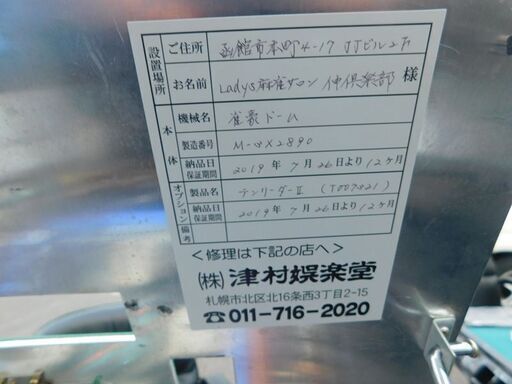 設置場所
ご住所 函館市本町4-17 JJビル2F
お名前 Ladys麻雀サロン 仲倶楽部 様
本体
機械名 雀豪ドーム
製造番号 M-WX2890
納品日 保証期間 2019年7月26日より12ヶ月
オプション
製品名 テンリーダーⅡ (T007021)
納品日 保証期間 2019年7月26日より12ヶ月
備考
<修理は下記の店へ>
(株)津村娯楽堂
札幌市北区北16条西3丁目2-15
☎011-716-2020